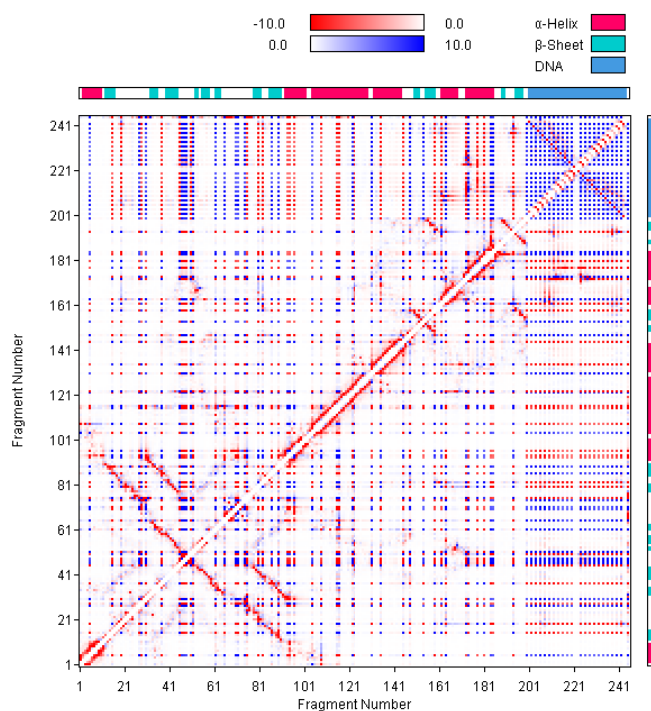 -10.0 0.0 α-Helix
0.0 10.0 β-Sheet
DNA
241
221
201
181
161
141
121
101
81
61
41
21
1
Fragment Number
1 21 41 61 81 101 121 141 161 181 201 221 241
Fragment Number